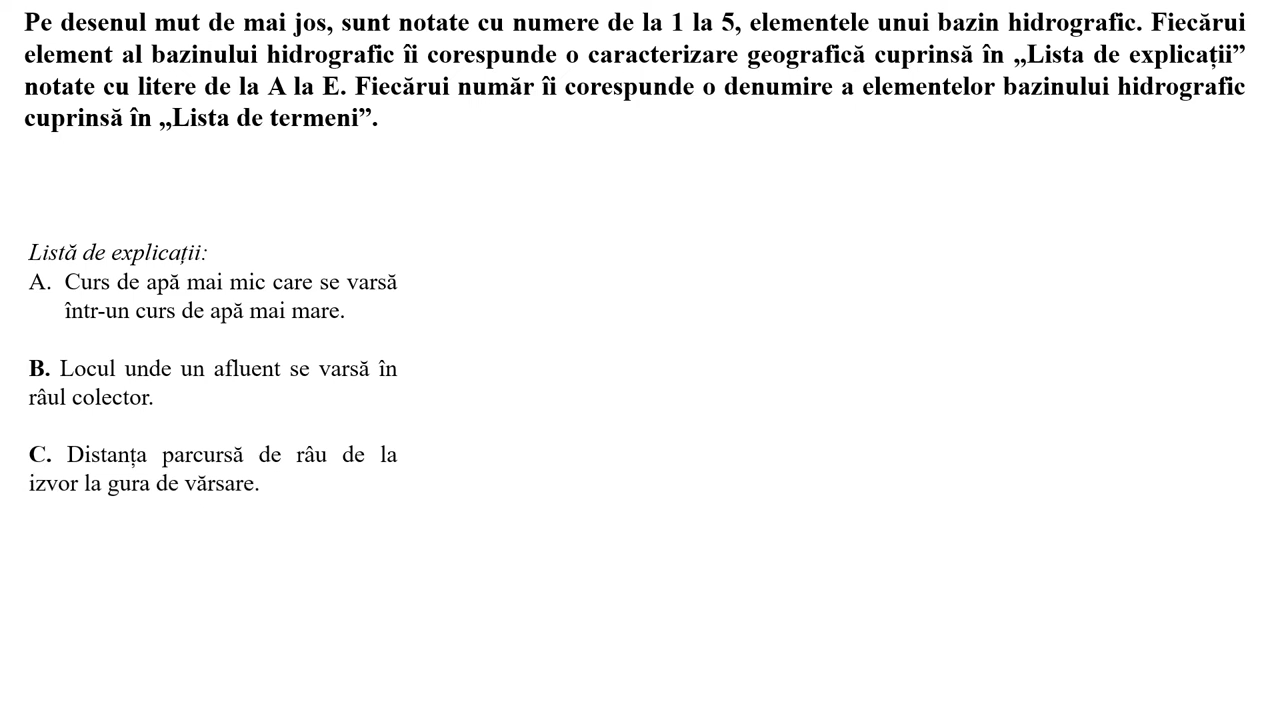 Pe desenul mut de mai jos, sunt notate cu numere de la 1 la 5, elementele unui bazin hidrografic. Fiecărui
element al bazinului hidrografic îi corespunde o caracterizare geografică cuprinsă în „Lista de explicații”
notate cu litere de la A la E. Fiecărui număr îi corespunde o denumire a elementelor bazinului hidrografic
cuprinsă în „Lista de termeni”.
Listă de explicații:
A. Curs de apă mai mic care se varsă
într-un curs de apă mai mare.
B. Locul unde un afluent se varsă în
râul colector.
C. Distanța parcursă de râu de la
izvor la gura de vărsare.